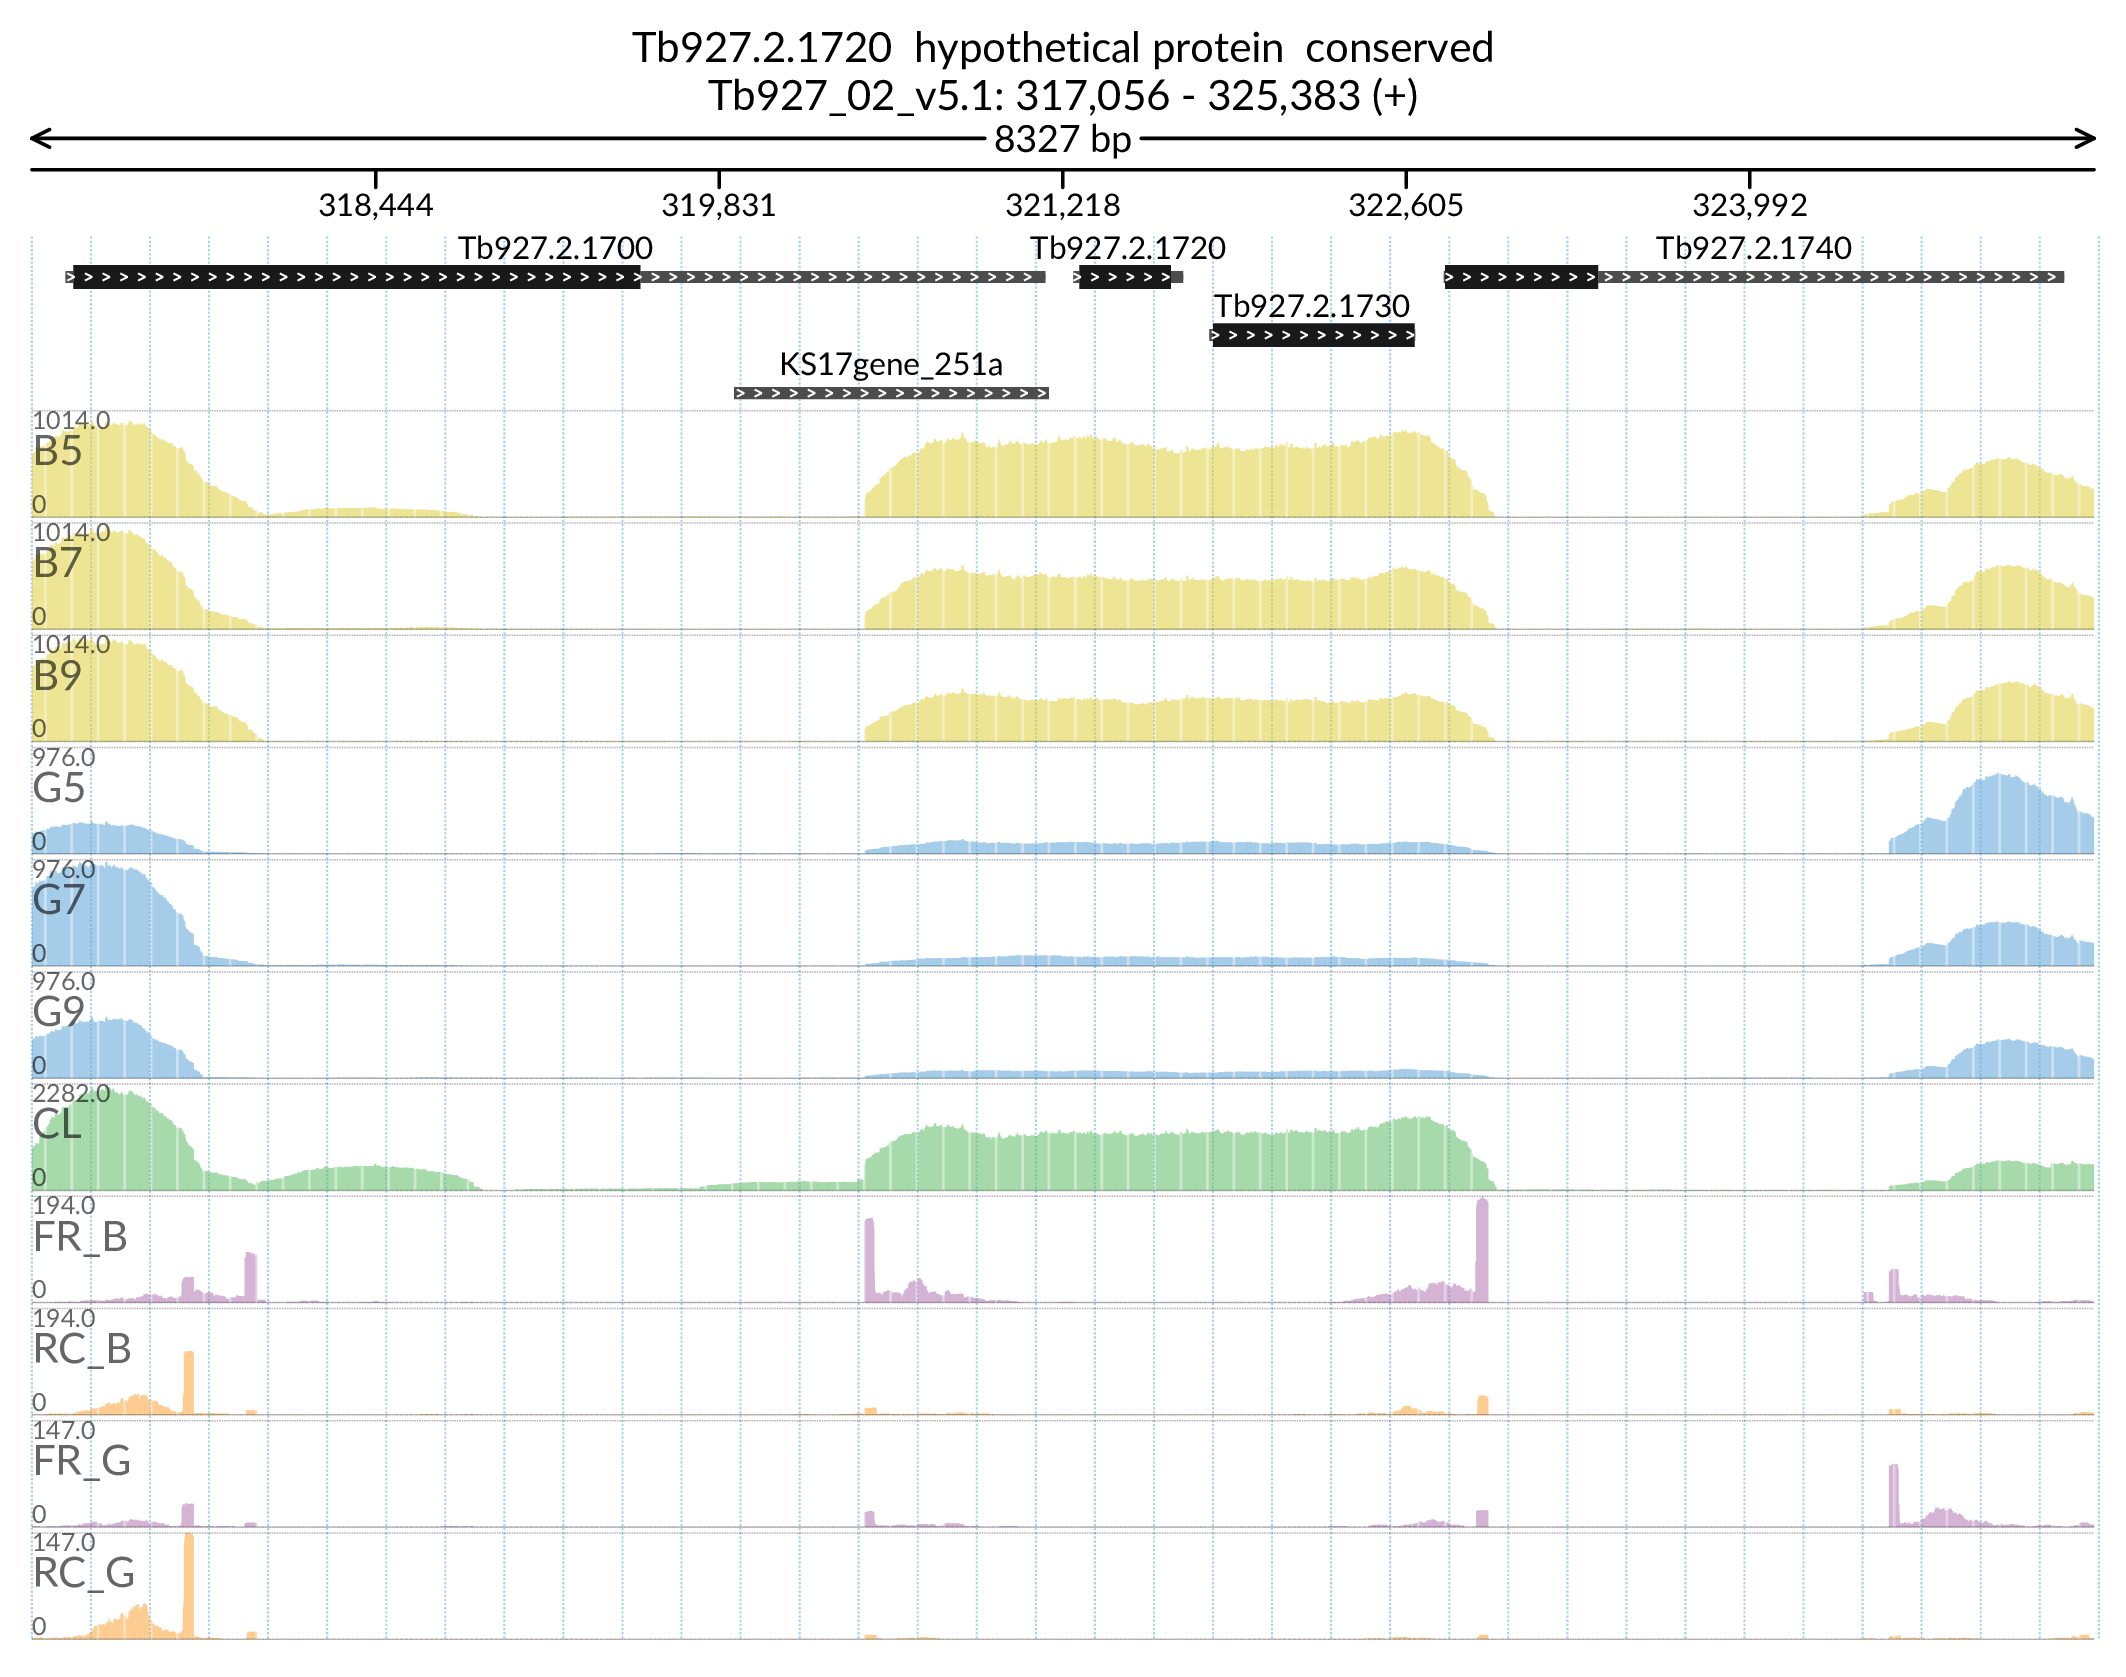 Tb927.2.1720  hypothetical protein  conserved
Tb927_02_v5.1: 317,056 - 325,383 (+)
8327 bp
318,444 319,831 321,218 322,605 323,992
Tb927.2.1700 Tb927.2.1720 Tb927.2.1740
Tb927.2.1730
KS17gene_251a
1014.0
B5
0
1014.0
B7
0
1014.0
B9
0
976.0
G5
0
976.0
G7
0
976.0
G9
0
2282.0
CL
0
194.0
FR_B
0
194.0
RC_B
0
147.0
FR_G
0
147.0
RC_G
0